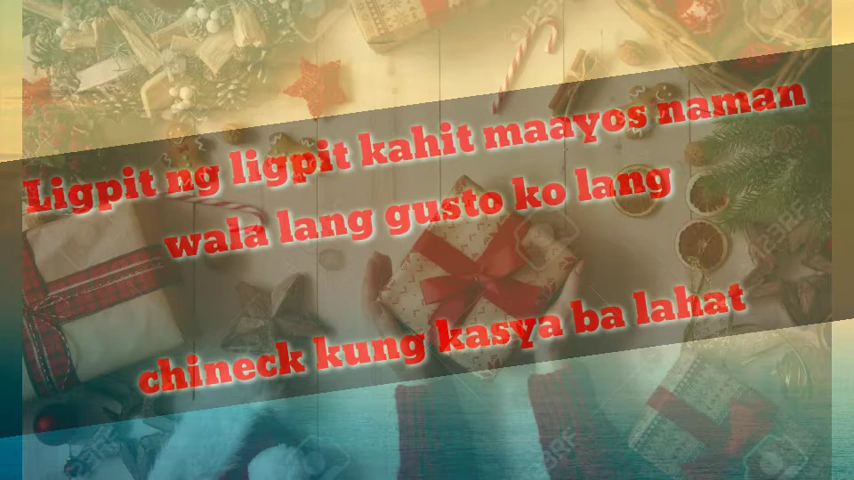 Ligpit ng ligpit kahit maayos naman
wala lang gusto ko lang
chineck kung kasya ba lahat